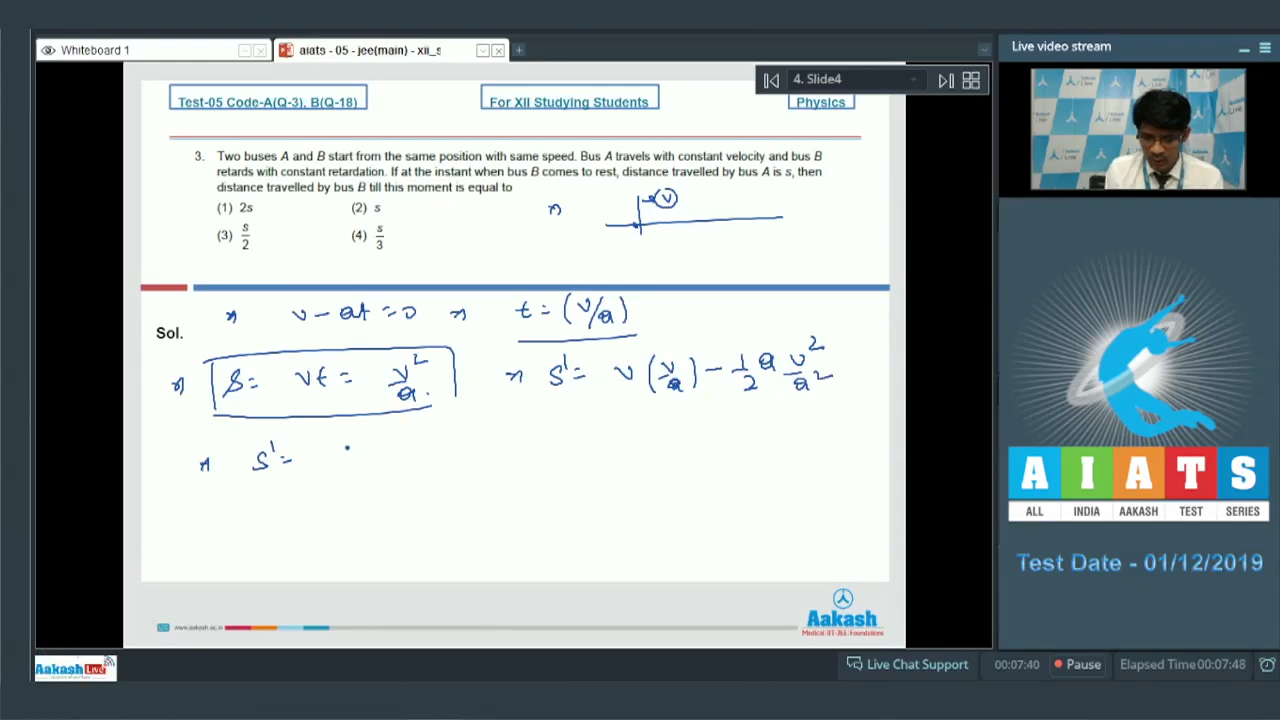 Whiteboard 1
aiats - 05 - jee(main) - xii_s
Live video stream
4. Slide4
Test-05 Code-A(Q-3), B(Q-18)
For XII Studying Students
Physics
3. Two buses A and B start from the same position with same speed. Bus A travels with constant velocity and bus B
retards with constant retardation. If at the instant when bus B comes to rest, distance travelled by bus A is s, then
distance travelled by bus B till this moment is equal to
(1) 2s
(2) s
(3) s/2
(4) s/3
v
Sol.
⇒ v - at = 0 ⇒ t = (v/a)
⇒ S = vt = v²/a.
⇒ S' = v(v/a) - 1/2 a v²/a²
⇒ S' =
www.aakash.ac.in
Aakash
Medical|IIT-JEE|Foundations
AIATS
ALL INDIA AAKASH TEST SERIES
Test Date - 01/12/2019
Aakash Live
Live Chat Support
00:07:40
Pause
Elapsed Time 00:07:48